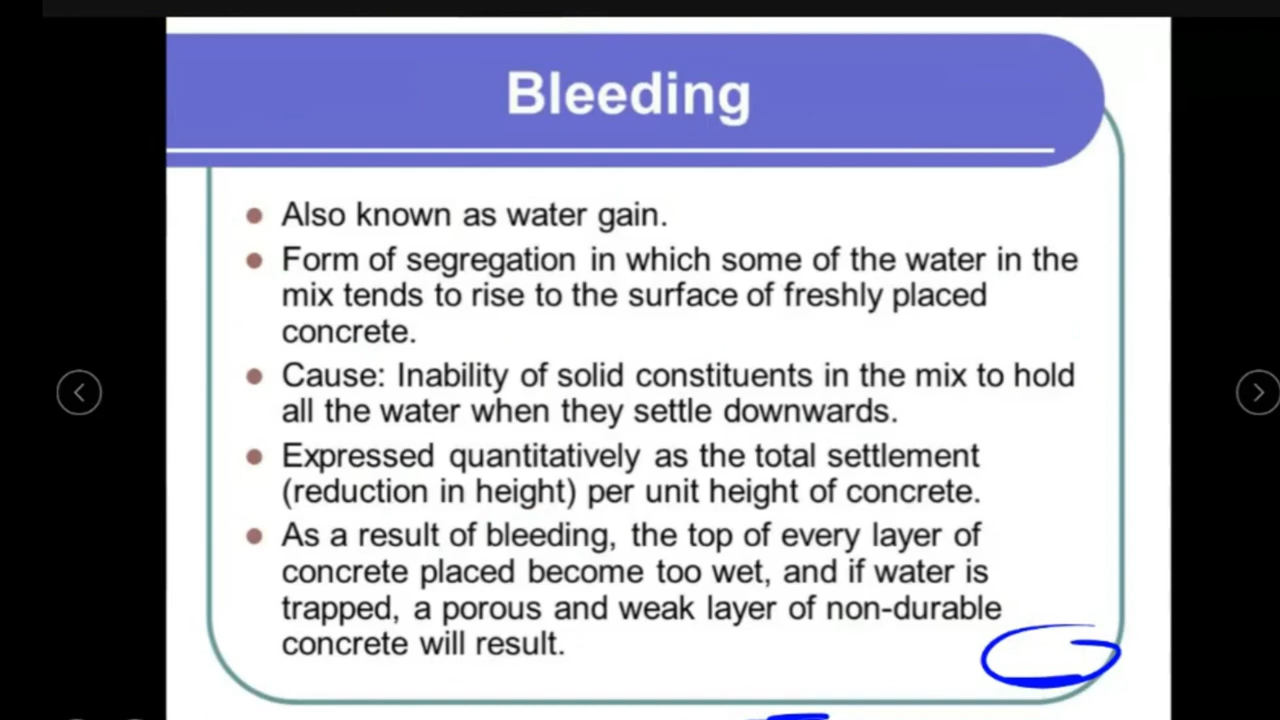 Bleeding
Also known as water gain.
Form of segregation in which some of the water in the
mix tends to rise to the surface of freshly placed
concrete.
Cause: Inability of solid constituents in the mix to hold
all the water when they settle downwards.
Expressed quantitatively as the total settlement
(reduction in height) per unit height of concrete.
As a result of bleeding, the top of every layer of
concrete placed become too wet, and if water is
trapped, a porous and weak layer of non-durable
concrete will result.